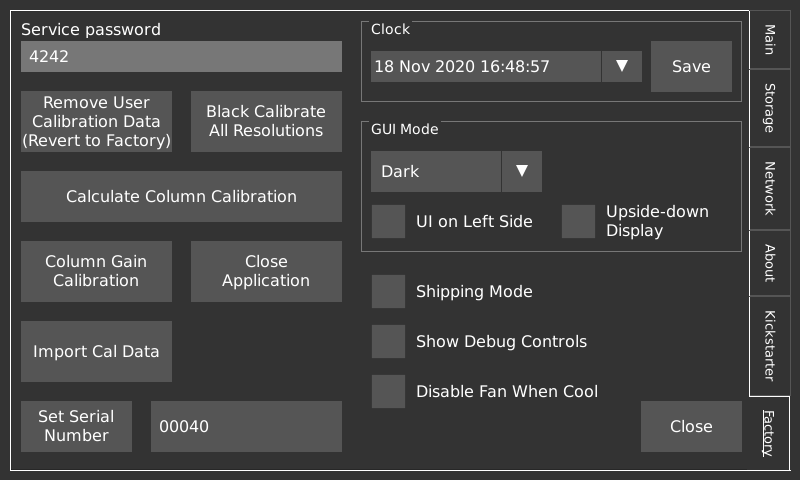 Service password
4242
Remove User
Calibration Data
(Revert to Factory)
Black Calibrate
All Resolutions
Calculate Column Calibration
Column Gain
Calibration
Close
Application
Import Cal Data
Set Serial
Number
00040
Clock
18 Nov 2020 16:48:57
Save
GUI Mode
Dark
UI on Left Side
Upside-down
Display
Shipping Mode
Show Debug Controls
Disable Fan When Cool
Close
Main
Storage
Network
About
Kickstarter
Factory